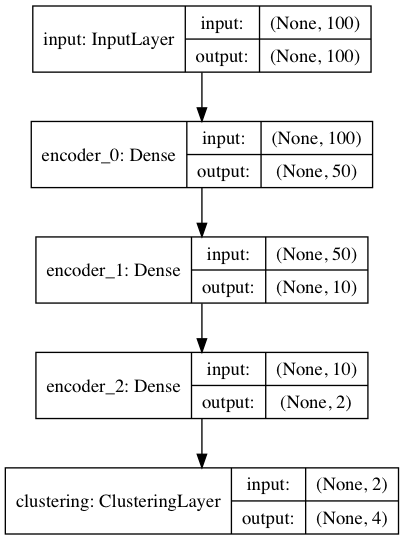 input: InputLayer
input: (None, 100)
output: (None, 100)
encoder_0: Dense
input: (None, 100)
output: (None, 50)
encoder_1: Dense
input: (None, 50)
output: (None, 10)
encoder_2: Dense
input: (None, 10)
output: (None, 2)
clustering: ClusteringLayer
input: (None, 2)
output: (None, 4)